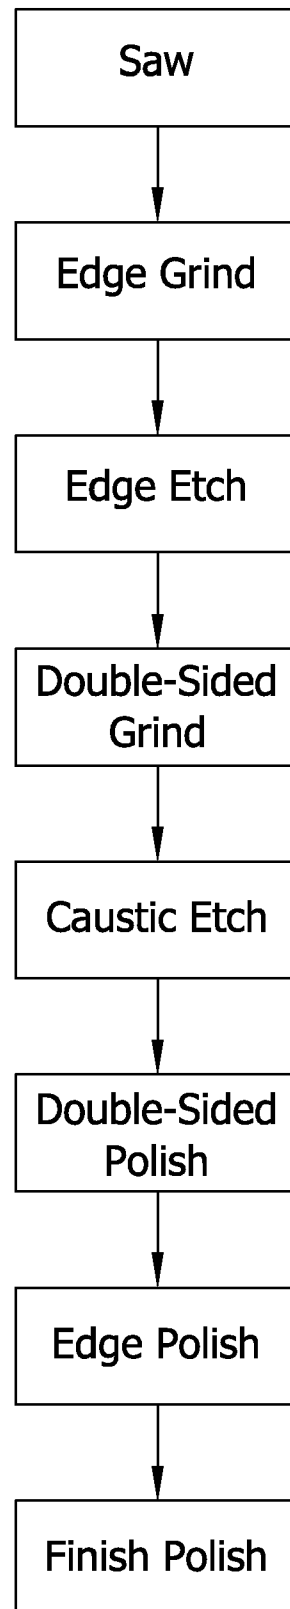 Saw
Edge Grind
Edge Etch
Double-Sided
Grind
Caustic Etch
Double-Sided
Polish
Edge Polish
Finish Polish